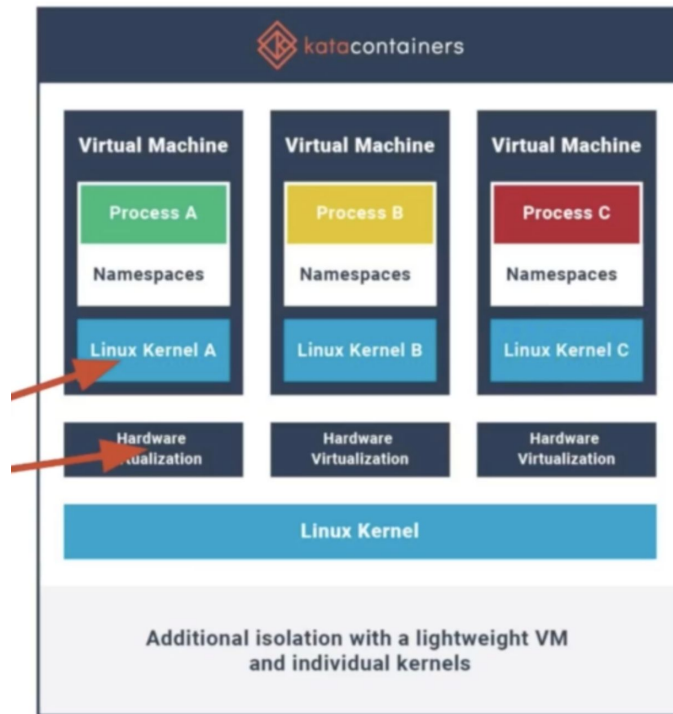 katacontainers
Virtual Machine
Process A
Namespaces
Linux Kernel A
Virtual Machine
Process B
Namespaces
Linux Kernel B
Virtual Machine
Process C
Namespaces
Linux Kernel C
Hardware
tualization
Hardware
Virtualization
Hardware
Virtualization
Linux Kernel
Additional isolation with a lightweight VM
and individual kernels